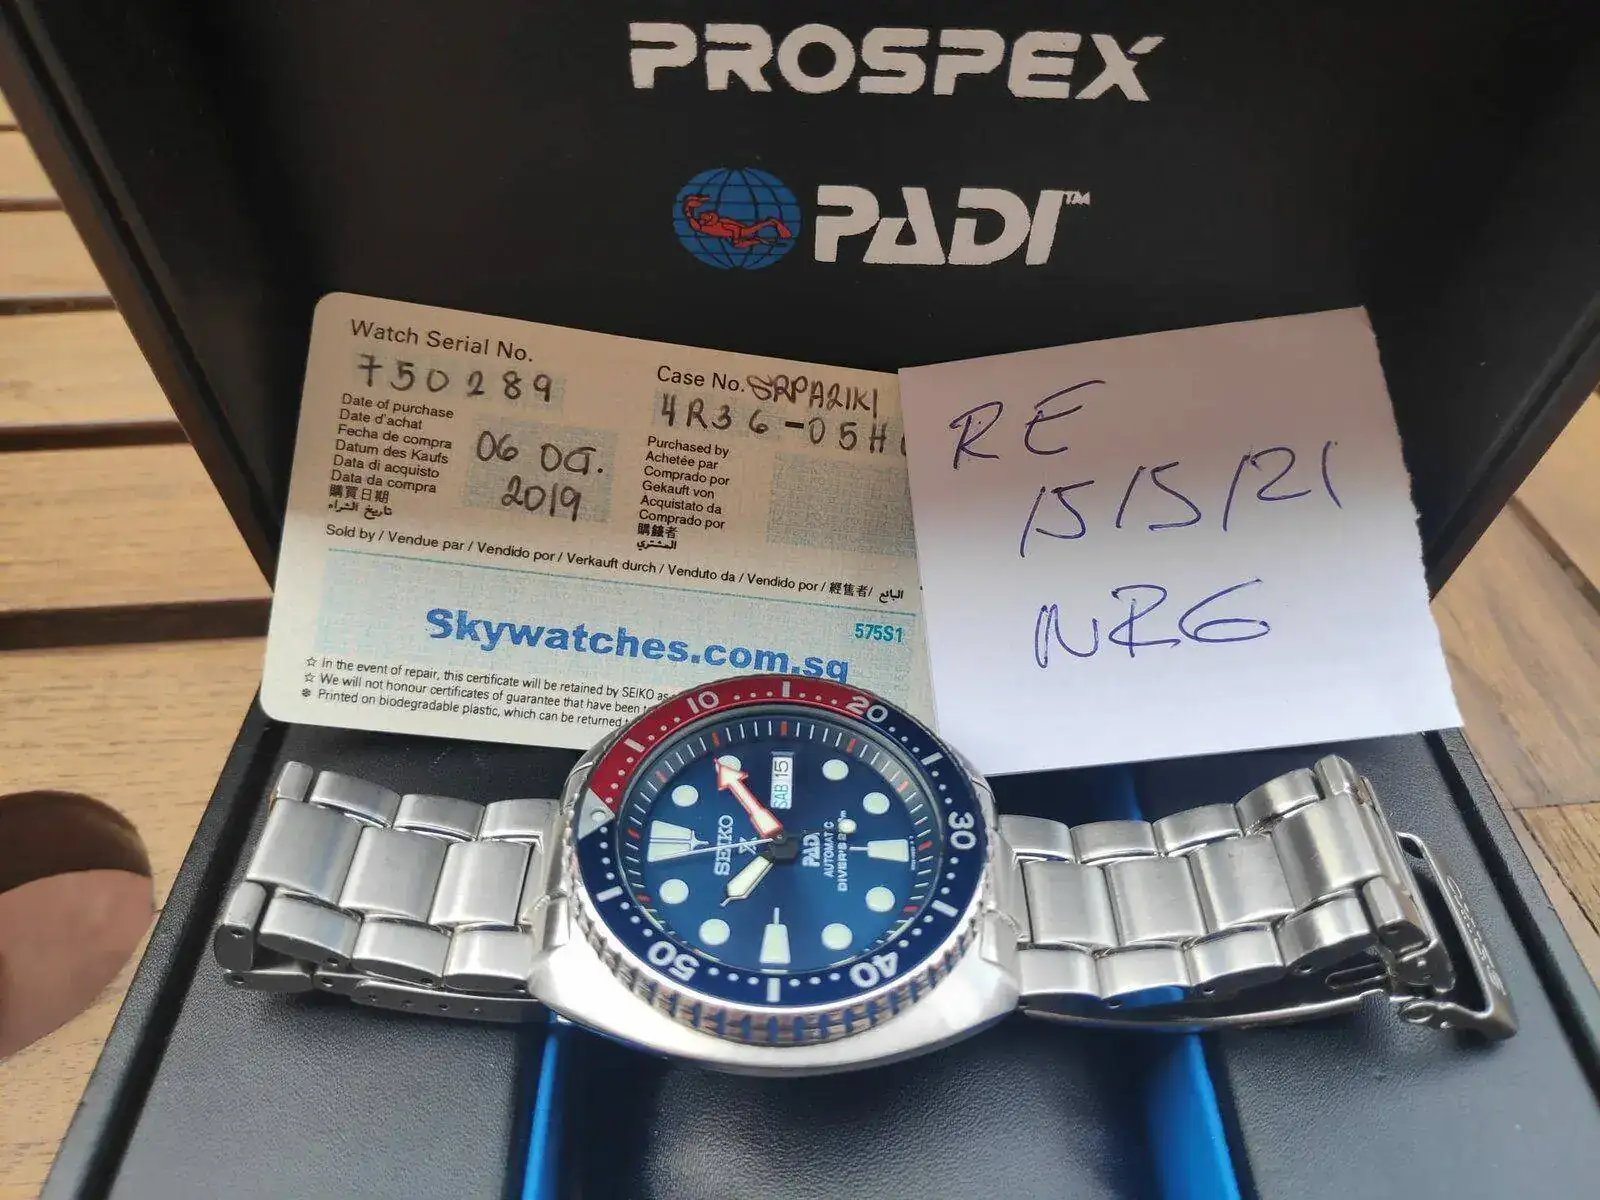 PROSPEX
PADI™
Watch Serial No.
750289
Case No. SRPA21K1
4R36-05H
Date of purchase
Date d'achat
Fecha de compra
Datum des Kaufs
Data di acquisto
Data da compra
購買日期
تاريخ الشراء
06 OCT.
2019
Purchased by
Achetée par
Comprado por
Gekauft von
Acquistato da
Comprado por
購錶者
المشتري
Sold by / Vendue par / Vendido por / Verkauft durch / Venduto da / Vendido por / 經售者/ البائع
Skywatches.com.sg
575S1
☆ In the event of repair, this certificate will be retained by SEIKO as
☆ We will not honour certificates of guarantee that have been
❄ Printed on biodegradable plastic, which can be returned
RE
15/5/21
NRG
10
20
30
40
50
SAB 15
SEIKO
PADI
AUTOMATIC
DIVER'S 200m
SEIKO